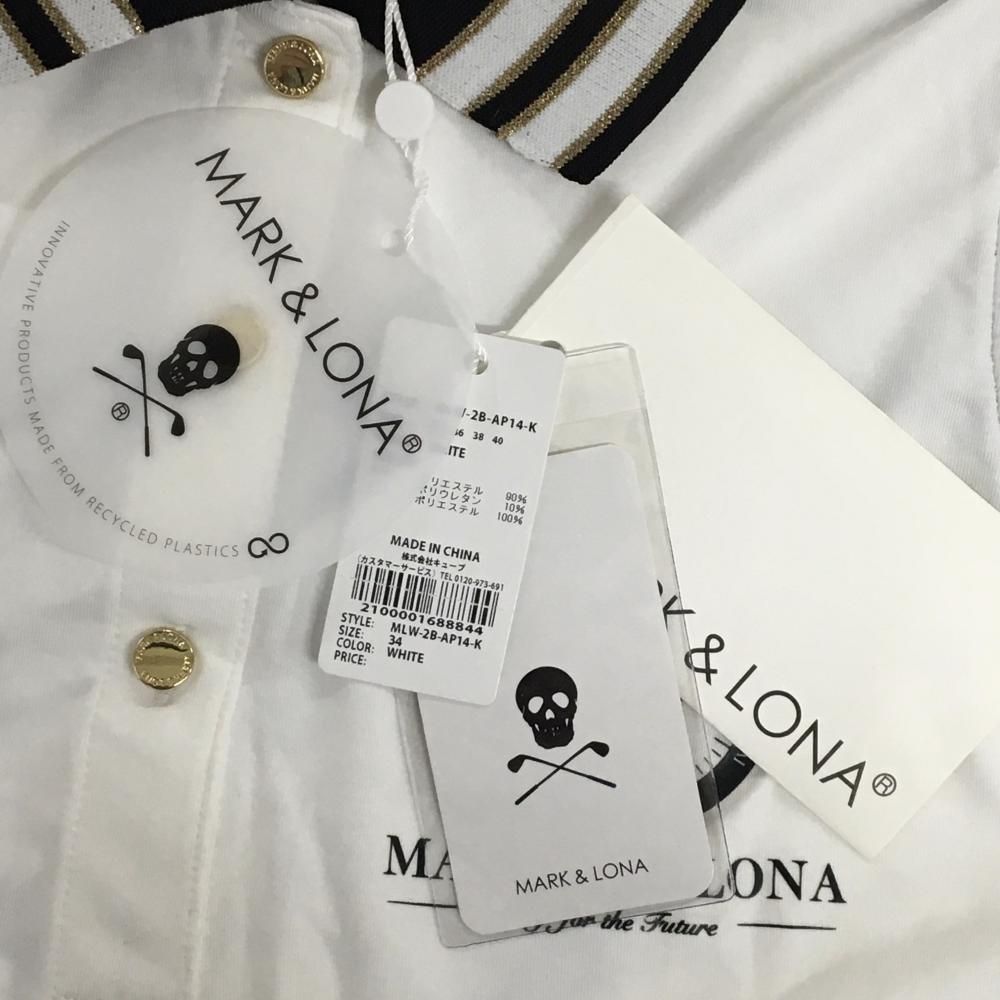 MARK & LONA®
®
INNOVATIVE PRODUCTS MADE FROM RECYCLED PLASTICS
-2B-AP14-K
38 40
ITE
リエステル 90%
リウレタン 10%
ポリエステル 100%
MADE IN CHINA
株式会社キューブ
(カスタマーサービス) TEL 0120-973-691
2100001688844
STYLE: MLW-2B-AP14-K
SIZE: 34
COLOR: WHITE
PRICE:
& LONA®
MARK & LONA
MA LONA
for the Future